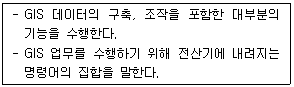 - GIS 데이터의 구축, 조작을 포함한 대부분의
기능을 수행한다.
- GIS 업무를 수행하기 위해 전산기에 내려지는
명령어의 집합을 말한다.